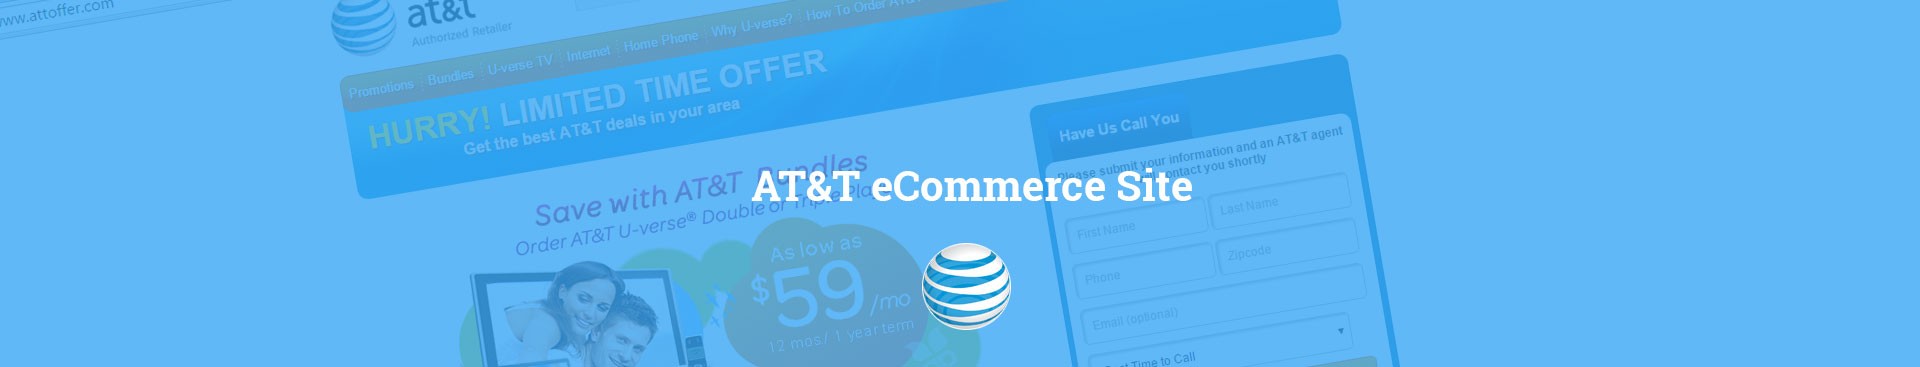 www.attoffer.com
at&t
Authorized Retailer
Promotions Bundles U-verse TV Internet Home Phone Why U-verse? How To Order AT&T
HURRY! LIMITED TIME OFFER
Get the best AT&T deals in your area
Have Us Call You
Please submit your information and an AT&T agent
contact you shortly
Save with AT&T Bundles
Order AT&T U-verse® Double or Triple Play
AT&T eCommerce Site
First Name
Last Name
Phone
Zipcode
Email (optional)
Time to Call
As low as
$59/mo
12 mos/ 1 year term